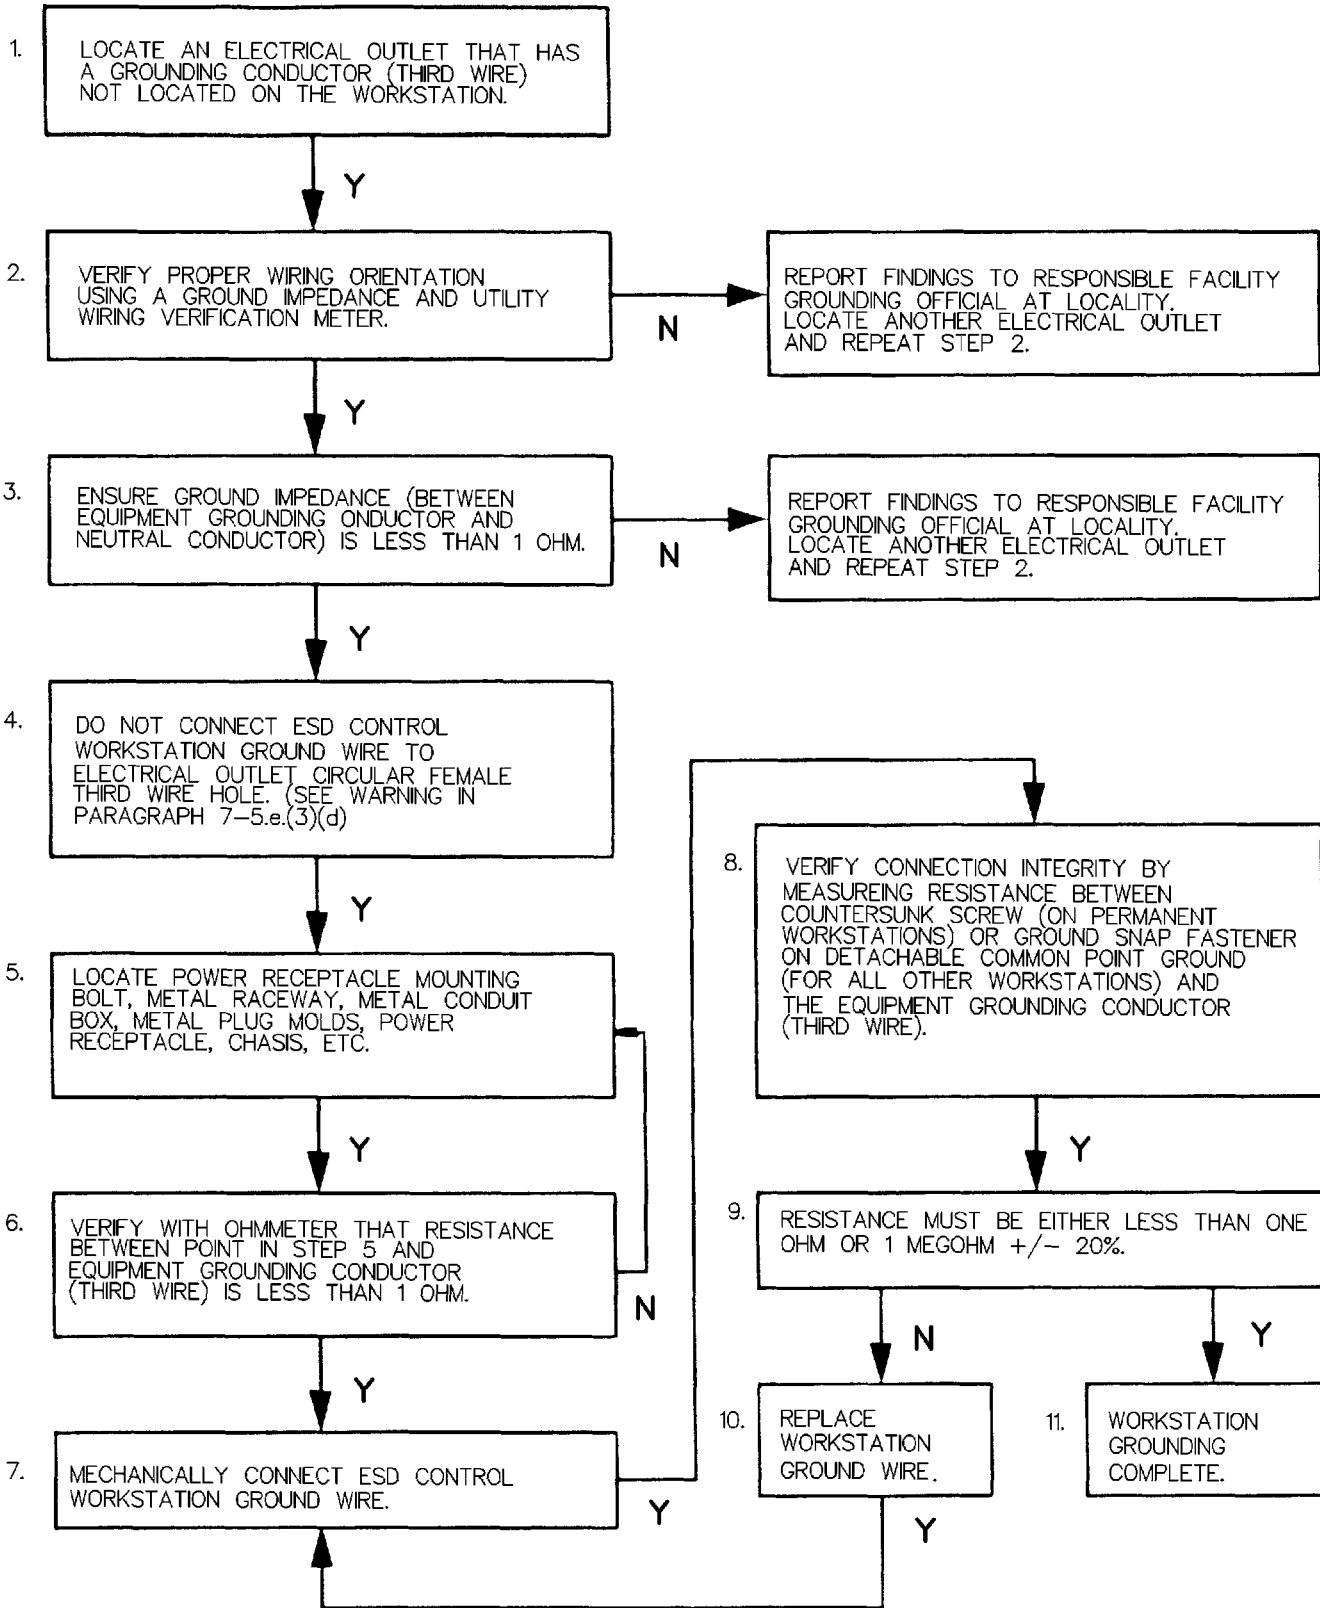 1.
LOCATE AN ELECTRICAL OUTLET THAT HAS
A GROUNDING CONDUCTOR (THIRD WIRE)
NOT LOCATED ON THE WORKSTATION.
Y
2.
VERIFY PROPER WIRING ORIENTATION
USING A GROUND IMPEDANCE AND UTILITY
WIRING VERIFICATION METER.
N
REPORT FINDINGS TO RESPONSIBLE FACILITY
GROUNDING OFFICIAL AT LOCALITY.
LOCATE ANOTHER ELECTRICAL OUTLET
AND REPEAT STEP 2.
Y
3.
ENSURE GROUND IMPEDANCE (BETWEEN
EQUIPMENT GROUNDING ONDUCTOR AND
NEUTRAL CONDUCTOR) IS LESS THAN 1 OHM.
N
REPORT FINDINGS TO RESPONSIBLE FACILITY
GROUNDING OFFICIAL AT LOCALITY.
LOCATE ANOTHER ELECTRICAL OUTLET
AND REPEAT STEP 2.
Y
4.
DO NOT CONNECT ESD CONTROL
WORKSTATION GROUND WIRE TO
ELECTRICAL OUTLET CIRCULAR FEMALE
THIRD WIRE HOLE. (SEE WARNING IN
PARAGRAPH 7-5.e.(3)(d)
Y
5.
LOCATE POWER RECEPTACLE MOUNTING
BOLT, METAL RACEWAY, METAL CONDUIT
BOX, METAL PLUG MOLDS, POWER
RECEPTACLE, CHASIS, ETC.
Y
6.
VERIFY WITH OHMMETER THAT RESISTANCE
BETWEEN POINT IN STEP 5 AND
EQUIPMENT GROUNDING CONDUCTOR
(THIRD WIRE) IS LESS THAN 1 OHM.
N
Y
7.
MECHANICALLY CONNECT ESD CONTROL
WORKSTATION GROUND WIRE.
Y
8.
VERIFY CONNECTION INTEGRITY BY
MEASUREING RESISTANCE BETWEEN
COUNTERSUNK SCREW (ON PERMANENT
WORKSTATIONS) OR GROUND SNAP FASTENER
ON DETACHABLE COMMON POINT GROUND
(FOR ALL OTHER WORKSTATIONS) AND
THE EQUIPMENT GROUNDING CONDUCTOR
(THIRD WIRE).
Y
9.
RESISTANCE MUST BE EITHER LESS THAN ONE
OHM OR 1 MEGOHM +/- 20%.
N
Y
10.
REPLACE
WORKSTATION
GROUND WIRE.
Y
11.
WORKSTATION
GROUNDING
COMPLETE.